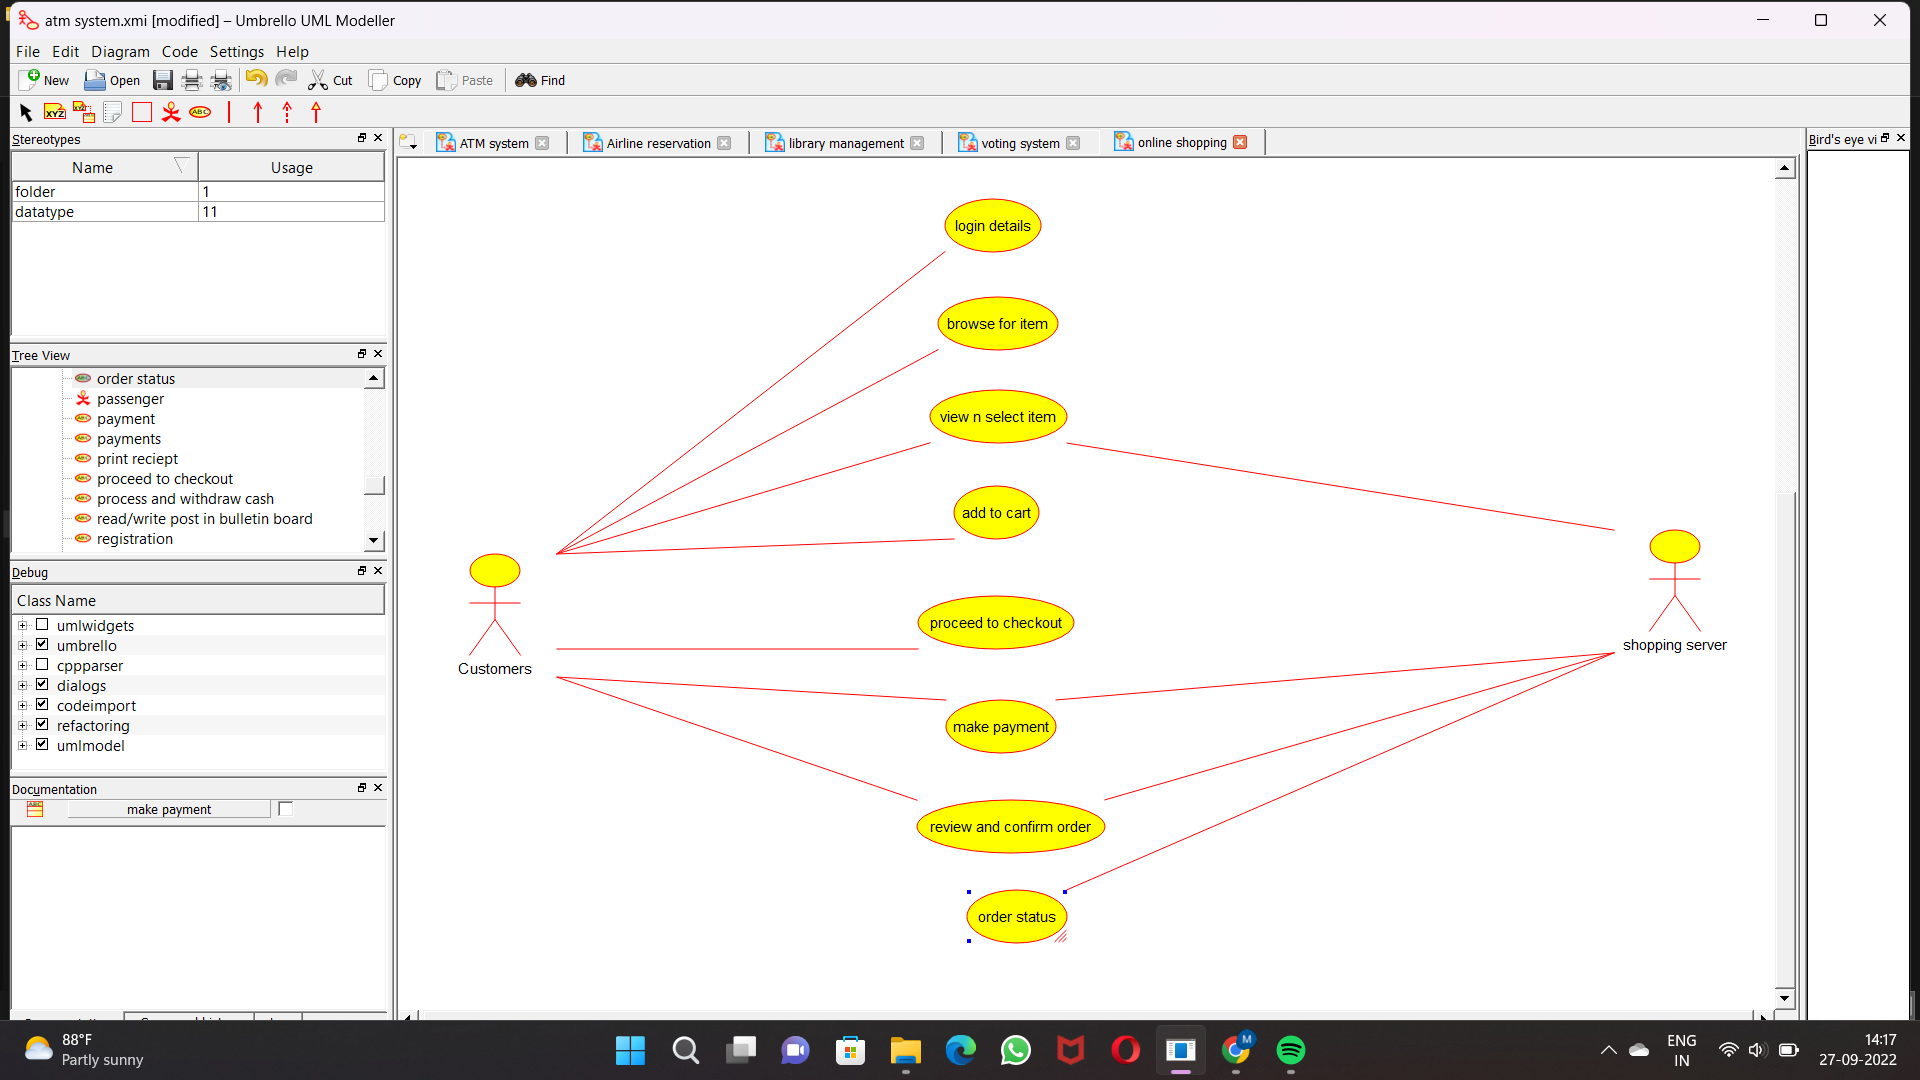 atm system.xmi [modified] – Umbrello UML Modeller
File Edit Diagram Code Settings Help
New Open Cut Copy Paste Find
XYZ XYZ ABC
Stereotypes
Name Usage
folder 1
datatype 11
Tree View
order status
passenger
payment
payments
print reciept
proceed to checkout
process and withdraw cash
read/write post in bulletin board
registration
Debug
Class Name
umlwidgets
umbrello
cppparser
dialogs
codeimport
refactoring
umlmodel
Documentation
make payment
ATM system Airline reservation library management voting system online shopping
login details
browse for item
view n select item
add to cart
proceed to checkout
make payment
review and confirm order
order status
Customers
shopping server
Bird's eye vi
88°F
Partly sunny
M
ENG
IN
14:17
27-09-2022